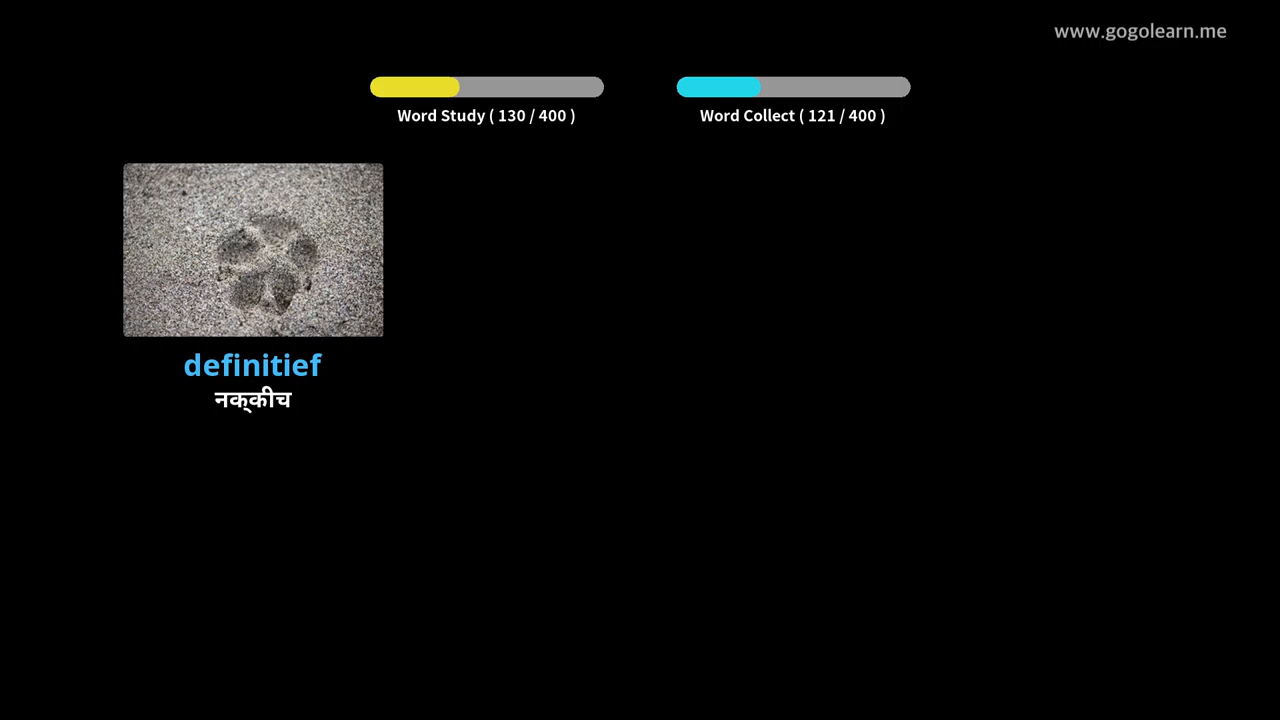 www.gogolearn.me
Word Study ( 130 / 400 )
Word Collect ( 121 / 400 )
definitief
नक्कीच